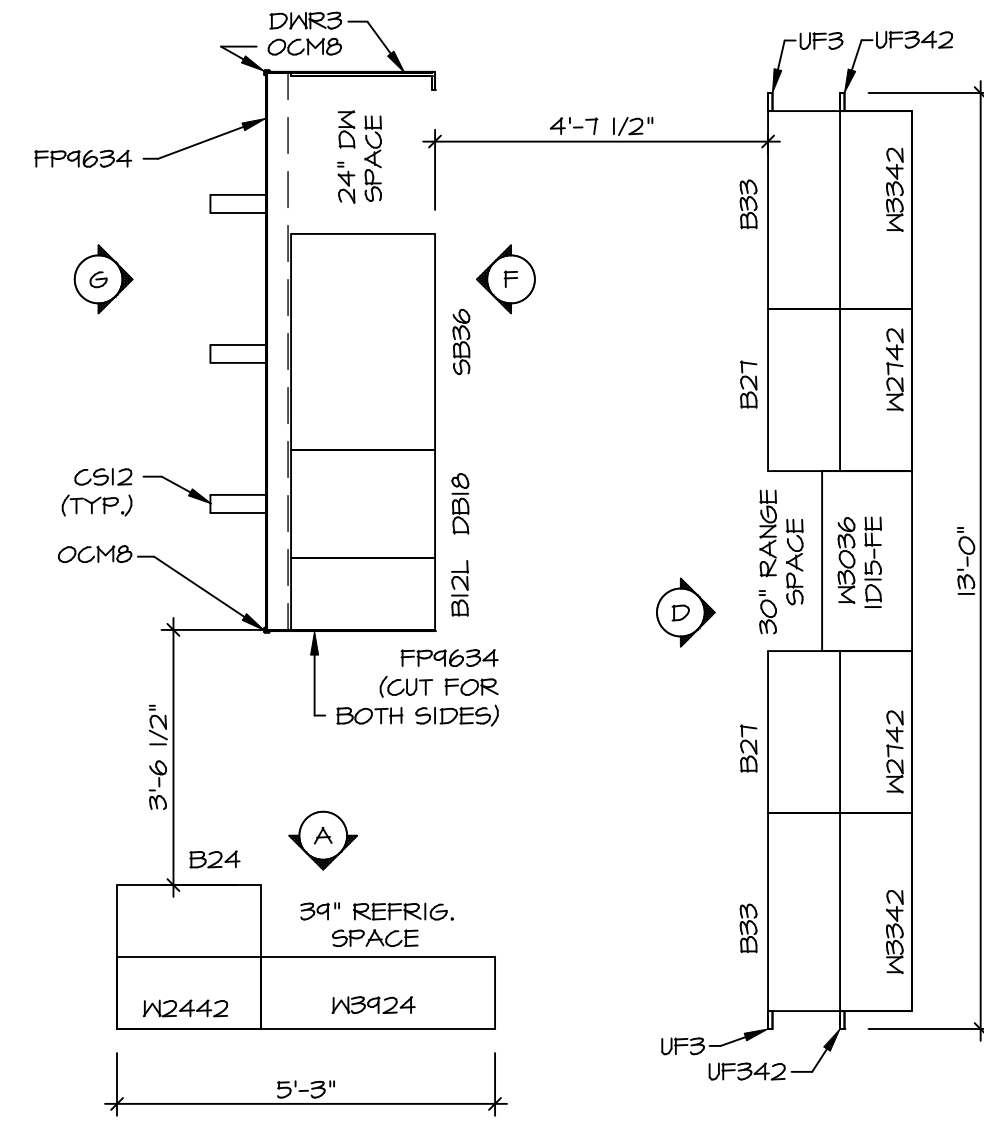 DWR3
OCM8
FP9634
24" DW
SPACE
4'-7 1/2"
UF3
UF342
G
F
SB36
CS12
(TYP.)
DB18
OCM8
B12L
FP9634
(CUT FOR
BOTH SIDES)
3'-6 1/2"
A
B24
39" REFRIG.
SPACE
W2442
W3924
5'-3"
B33
W3342
B27
W2742
30" RANGE
SPACE
W3036
1D15-FE
D
13'-0"
B27
W2742
B33
W3342
UF3
UF342